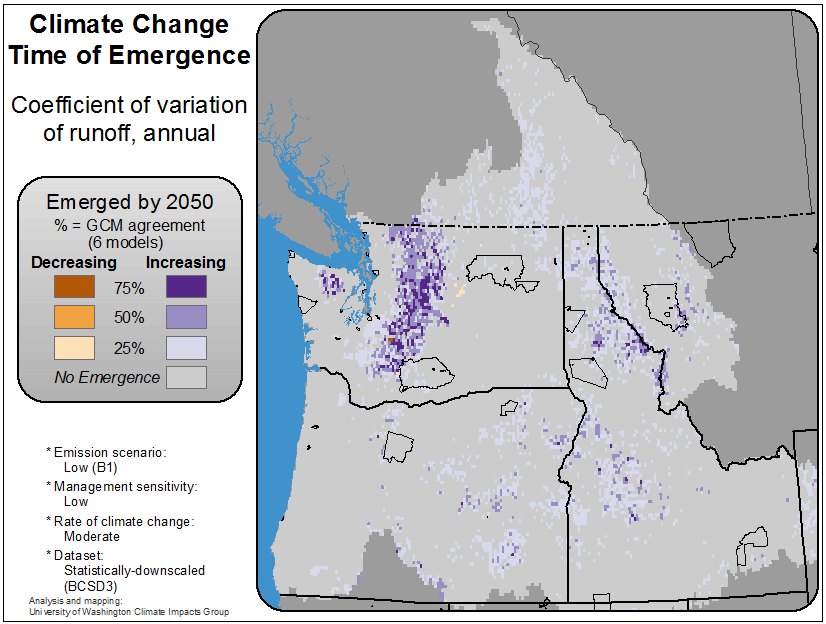 Climate Change
Time of Emergence
Coefficient of variation
of runoff, annual
Emerged by 2050
% = GCM agreement
(6 models)
Decreasing Increasing
75%
50%
25%
No Emergence
* Emission scenario:
Low (B1)
* Management sensitivity:
Low
* Rate of climate change:
Moderate
* Dataset:
Statistically-downscaled
(BCSD3)
Analysis and mapping:
University of Washington Climate Impacts Group